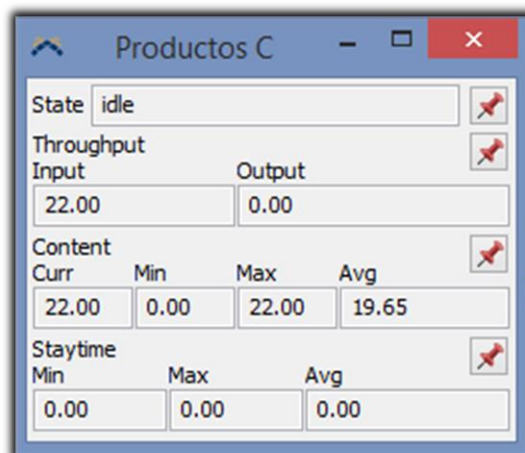 Productos C
State idle
Throughput
Input Output
22.00 0.00
Content
Curr Min Max Avg
22.00 0.00 22.00 19.65
Staytime
Min Max Avg
0.00 0.00 0.00